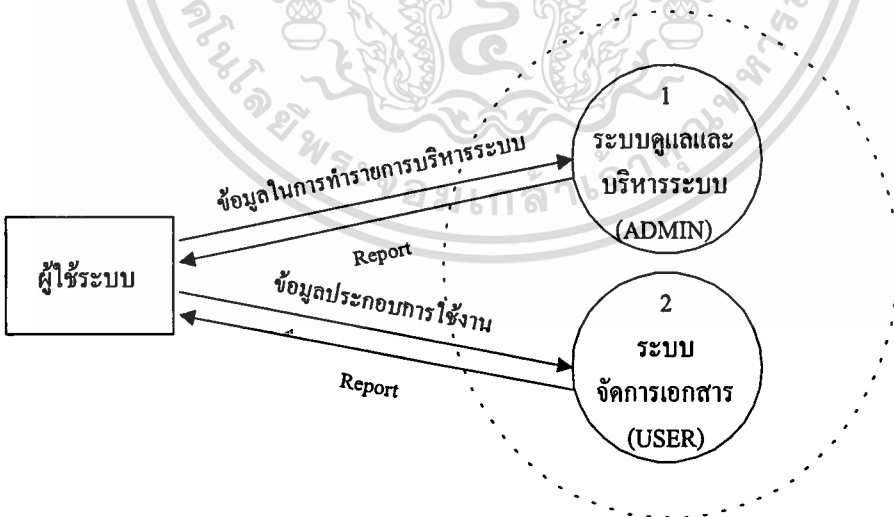 1
ระบบดูแลและ
บริหารระบบ
(ADMIN)
ข้อมูลในการทำรายการบริหารระบบ
Report
ผู้ใช้ระบบ
ข้อมูลประกอบการใช้งาน
Report
2
ระบบ
จัดการเอกสาร
(USER)